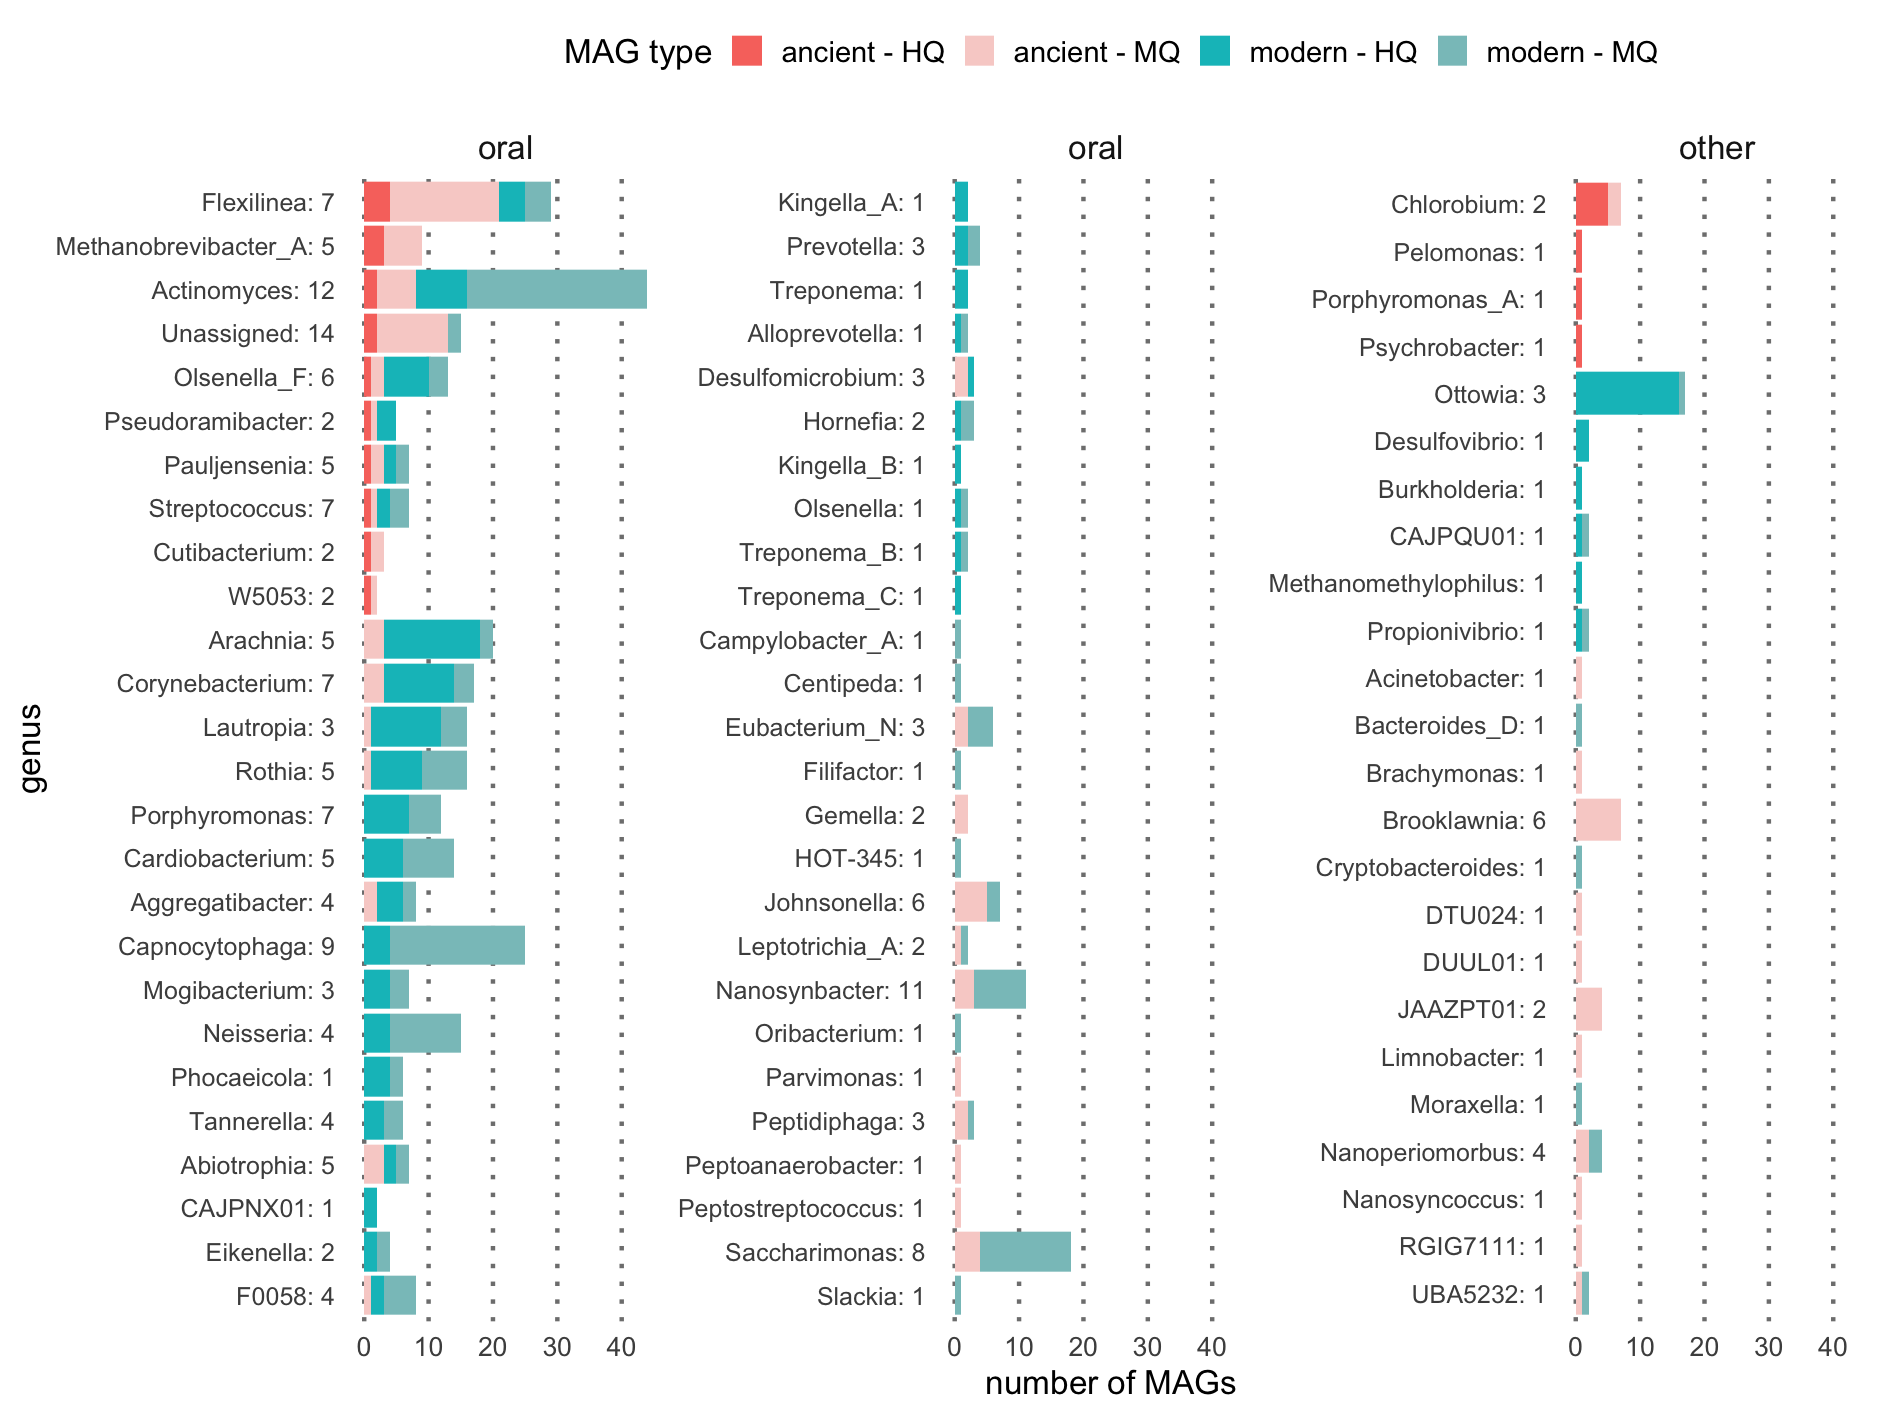 MAG type ancient - HQ ancient - MQ modern - HQ modern - MQ
oral
Flexilinea: 7
Methanobrevibacter_A: 5
Actinomyces: 12
Unassigned: 14
Olsenella_F: 6
Pseudoramibacter: 2
Pauljensenia: 5
Streptococcus: 7
Cutibacterium: 2
W5053: 2
Arachnia: 5
Corynebacterium: 7
Lautropia: 3
Rothia: 5
Porphyromonas: 7
Cardiobacterium: 5
Aggregatibacter: 4
Capnocytophaga: 9
Mogibacterium: 3
Neisseria: 4
Phocaeicola: 1
Tannerella: 4
Abiotrophia: 5
CAJPNX01: 1
Eikenella: 2
F0058: 4
0 10 20 30 40
oral
Kingella_A: 1
Prevotella: 3
Treponema: 1
Alloprevotella: 1
Desulfomicrobium: 3
Hornefia: 2
Kingella_B: 1
Olsenella: 1
Treponema_B: 1
Treponema_C: 1
Campylobacter_A: 1
Centipeda: 1
Eubacterium_N: 3
Filifactor: 1
Gemella: 2
HOT-345: 1
Johnsonella: 6
Leptotrichia_A: 2
Nanosynbacter: 11
Oribacterium: 1
Parvimonas: 1
Peptidiphaga: 3
Peptoanaerobacter: 1
Peptostreptococcus: 1
Saccharimonas: 8
Slackia: 1
0 10 20 30 40
other
Chlorobium: 2
Pelomonas: 1
Porphyromonas_A: 1
Psychrobacter: 1
Ottowia: 3
Desulfovibrio: 1
Burkholderia: 1
CAJPQU01: 1
Methanomethylophilus: 1
Propionivibrio: 1
Acinetobacter: 1
Bacteroides_D: 1
Brachymonas: 1
Brooklawnia: 6
Cryptobacteroides: 1
DTU024: 1
DUUL01: 1
JAAZPT01: 2
Limnobacter: 1
Moraxella: 1
Nanoperiomorbus: 4
Nanosyncoccus: 1
RGIG7111: 1
UBA5232: 1
0 10 20 30 40
genus
number of MAGs